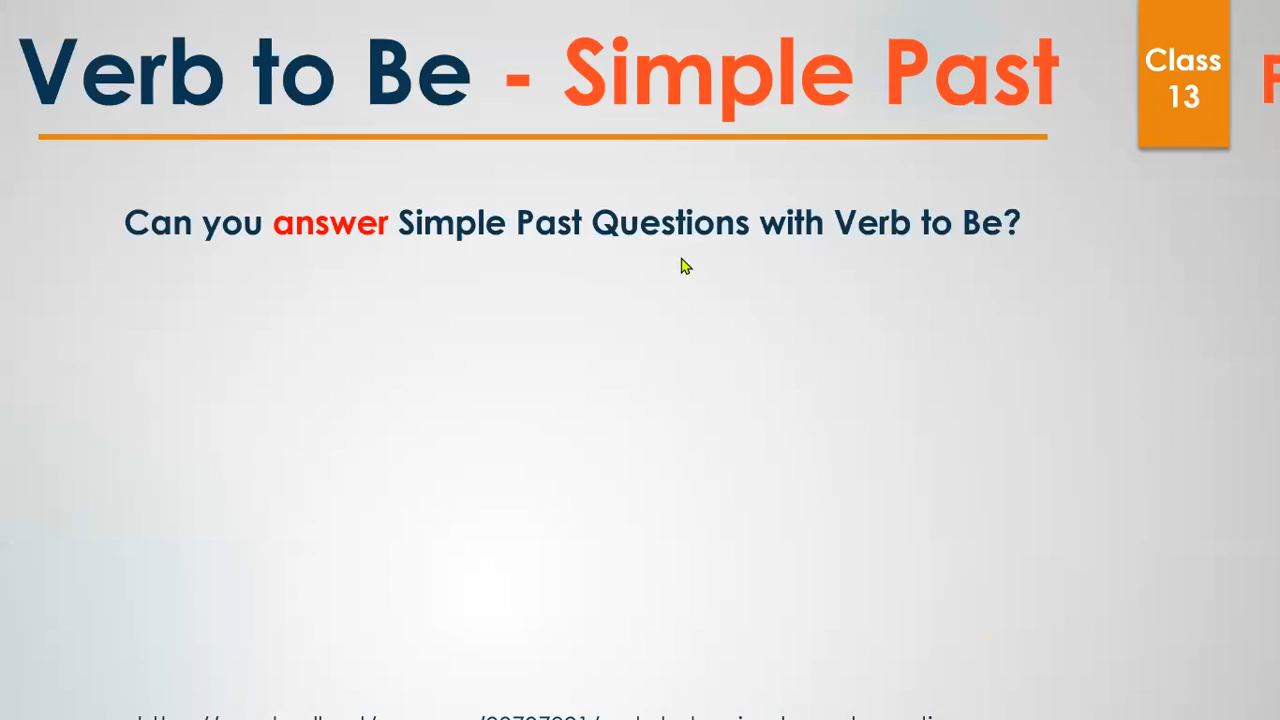 Verb to Be - Simple Past
Class
13
Can you answer Simple Past Questions with Verb to Be?